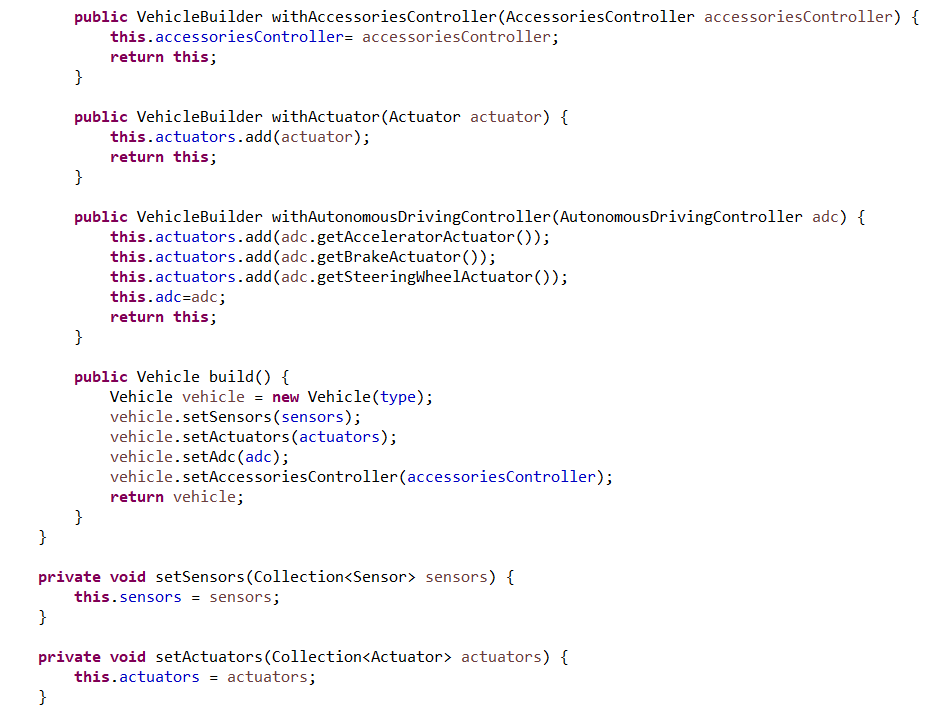 public VehicleBuilder withAccessoriesController(AccessoriesController accessoriesController) {
        this.accessoriesController= accessoriesController;
        return this;
    }

    public VehicleBuilder withActuator(Actuator actuator) {
        this.actuators.add(actuator);
        return this;
    }

    public VehicleBuilder withAutonomousDrivingController(AutonomousDrivingController adc) {
        this.actuators.add(adc.getAcceleratorActuator());
        this.actuators.add(adc.getBrakeActuator());
        this.actuators.add(adc.getSteeringWheelActuator());
        this.adc=adc;
        return this;
    }

    public Vehicle build() {
        Vehicle vehicle = new Vehicle(type);
        vehicle.setSensors(sensors);
        vehicle.setActuators(actuators);
        vehicle.setAdc(adc);
        vehicle.setAccessoriesController(accessoriesController);
        return vehicle;
    }
}

private void setSensors(Collection<Sensor> sensors) {
    this.sensors = sensors;
}

private void setActuators(Collection<Actuator> actuators) {
    this.actuators = actuators;
}